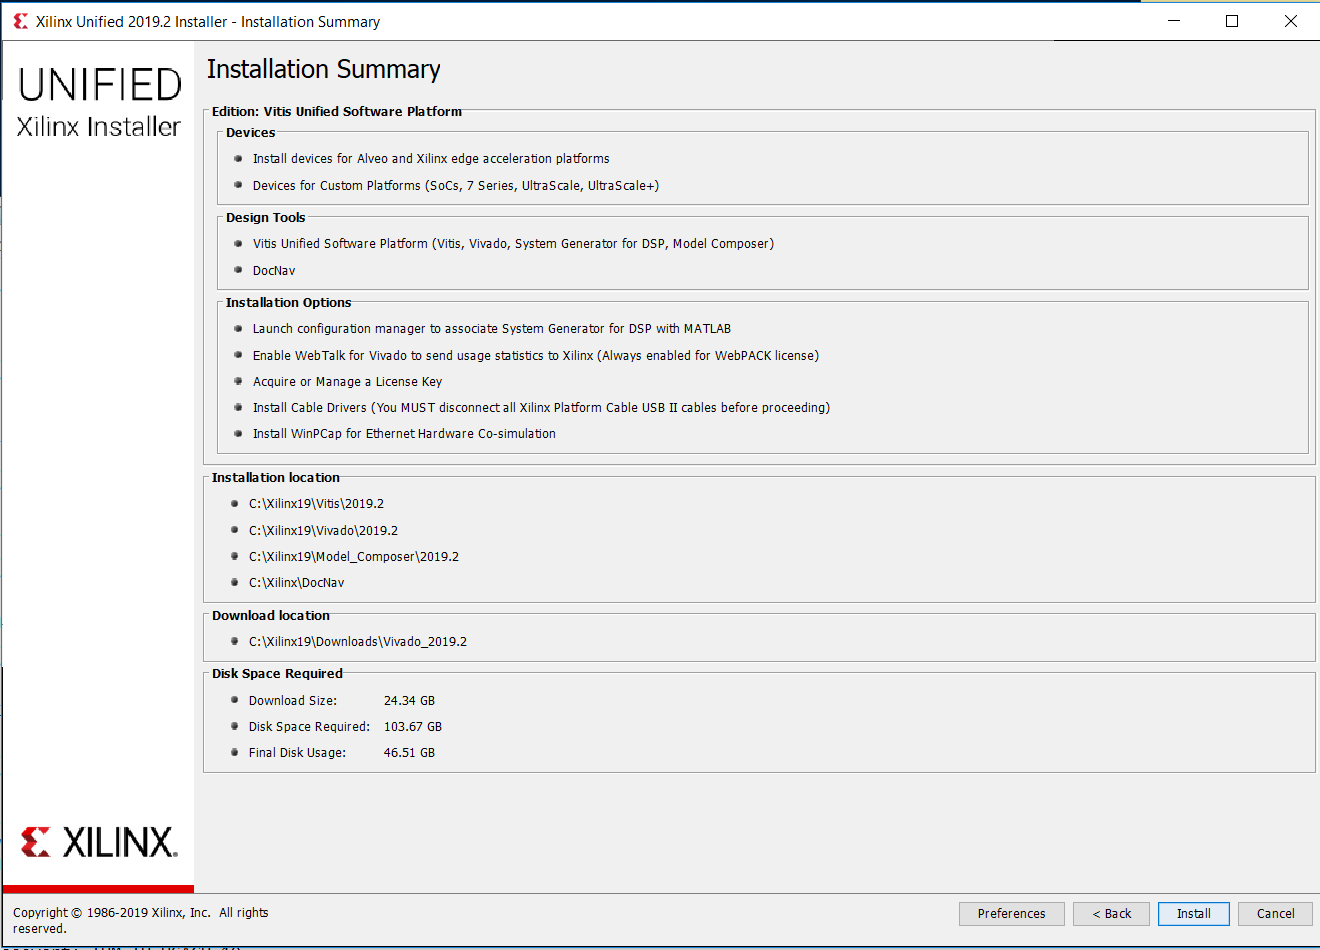 Xilinx Unified 2019.2 Installer - Installation Summary
UNIFIED
Xilinx Installer
Installation Summary
Edition: Vitis Unified Software Platform
Devices
Install devices for Alveo and Xilinx edge acceleration platforms
Devices for Custom Platforms (SoCs, 7 Series, UltraScale, UltraScale+)
Design Tools
Vitis Unified Software Platform (Vitis, Vivado, System Generator for DSP, Model Composer)
DocNav
Installation Options
Launch configuration manager to associate System Generator for DSP with MATLAB
Enable WebTalk for Vivado to send usage statistics to Xilinx (Always enabled for WebPACK license)
Acquire or Manage a License Key
Install Cable Drivers (You MUST disconnect all Xilinx Platform Cable USB II cables before proceeding)
Install WinPCap for Ethernet Hardware Co-simulation
Installation location
C:\Xilinx19\Vitis\2019.2
C:\Xilinx19\Vivado\2019.2
C:\Xilinx19\Model_Composer\2019.2
C:\Xilinx\DocNav
Download location
C:\Xilinx19\Downloads\Vivado_2019.2
Disk Space Required
Download Size: 24.34 GB
Disk Space Required: 103.67 GB
Final Disk Usage: 46.51 GB
XILINX.
Copyright © 1986-2019 Xilinx, Inc. All rights
reserved.
Preferences < Back Install Cancel